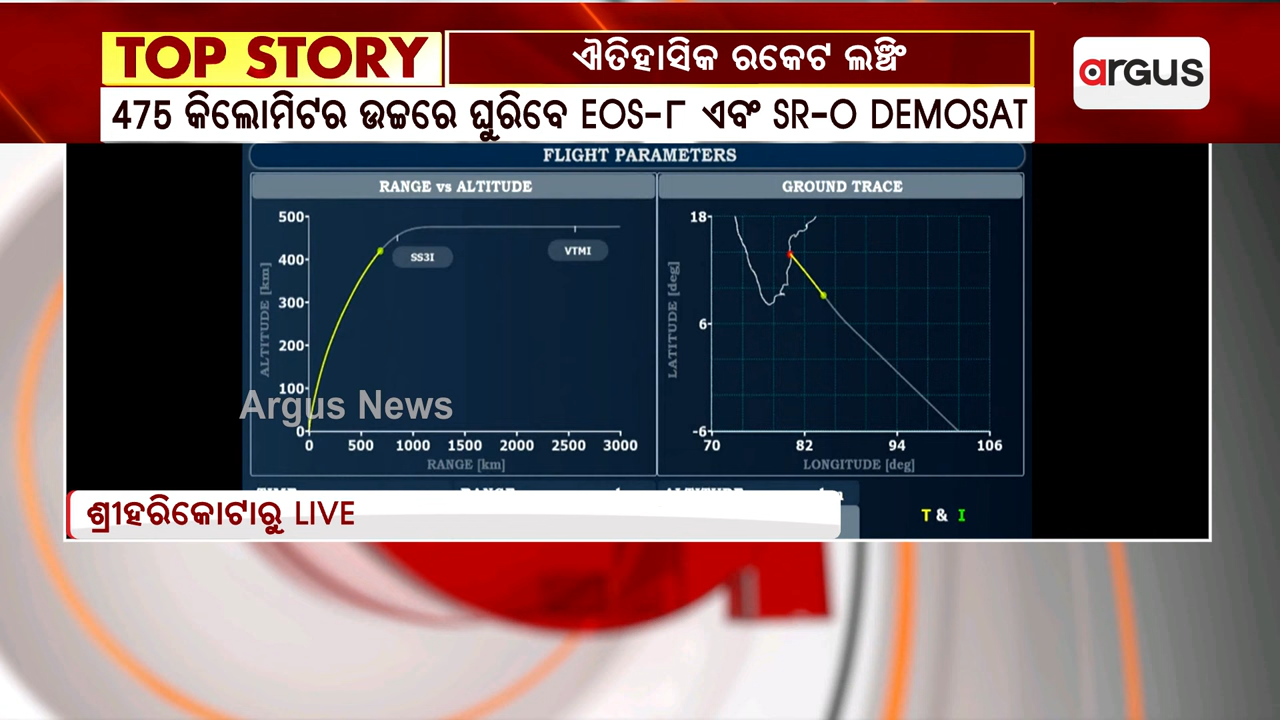 TOP STORY
ଐତିହାସିକ ରକେଟ ଲଞ୍ଚିଂ
argus
475 କିଲୋମିଟର ଉଚ୍ଚରେ ଘୁରିବେ EOS-୮ ଏବଂ SR-୦ DEMOSAT
FLIGHT PARAMETERS
RANGE vs ALTITUDE
GROUND TRACE
500
400
300
200
100
0
ALTITUDE [km]
SS3I
VTMI
0 500 1000 1500 2000 2500 3000
RANGE [km]
18
6
-6
LATITUDE [deg]
70 82 94 106
LONGITUDE [deg]
Argus News
T & I
ଶ୍ରୀହରିକୋଟାରୁ LIVE